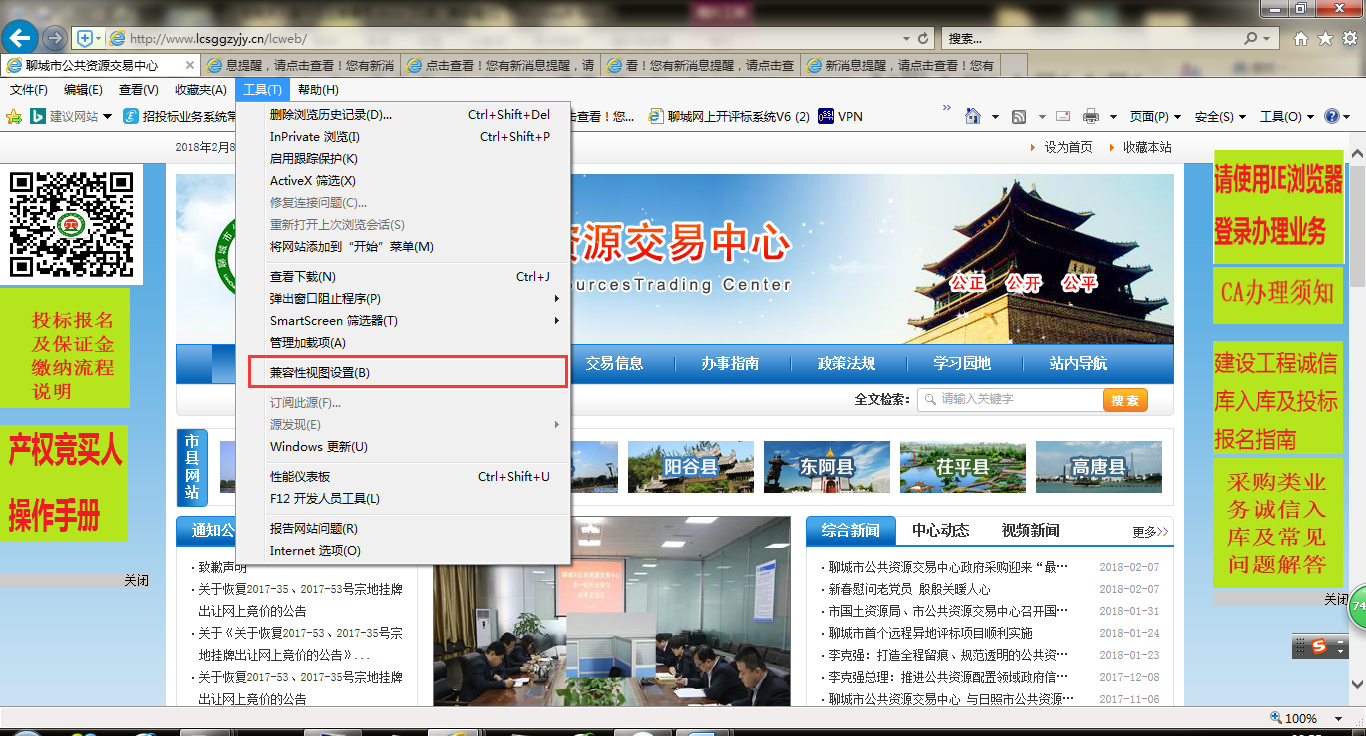 http://www.lcsggzyjy.cn/lcweb/
搜索...
聊城市公共资源交易中心
息提醒，请点击查看！您有新消
点击查看！您有新消息提醒，请
看！您有新消息提醒，请点击查
新消息提醒，请点击查看！您有
文件(F) 编辑(E) 查看(V) 收藏夹(A) 工具(T) 帮助(H)
建议网站
招投标业务系统常
击查看！您...
聊城网上开评标系统V6 (2)
VPN
页面(P)
安全(S)
工具(O)
删除浏览历史记录(D)... Ctrl+Shift+Del
InPrivate 浏览(I) Ctrl+Shift+P
启用跟踪保护(K)
ActiveX 筛选(X)
修复连接问题(C)...
重新打开上次浏览会话(S)
将网站添加到“开始”菜单(M)
查看下载(N) Ctrl+J
弹出窗口阻止程序(P)
SmartScreen 筛选器(T)
管理加载项(A)
兼容性视图设置(B)
订阅此源(F)...
源发现(E)
Windows 更新(U)
性能仪表板 Ctrl+Shift+U
F12 开发人员工具(L)
报告网站问题(R)
Internet 选项(O)
2018年2月8
设为首页
收藏本站
资源交易中心
ourcesTrading Center
公正 公开 公平
交易信息 办事指南 政策法规 学习园地 站内导航
全文检索：
请输入关键字
搜 索
市县网站
阳谷县
东阿县
茌平县
高唐县
投标报名
及保证金
缴纳流程
说明
产权竞买人
操作手册
关闭
请使用IE浏览器
登录办理业务
CA办理须知
建设工程诚信
库入库及投标
报名指南
采购类业
务诚信入
库及常见
问题解答
关闭
74
通知公
致歉声明
关于恢复2017-35、2017-53号宗地挂牌
出让网上竞价的公告
关于《关于恢复2017-53、2017-35号宗
地挂牌出让网上竞价的公告》...
关于恢复2017-53、2017-35号宗地挂牌
出让网上竞价的公告
综合新闻 中心动态 视频新闻 更多>>
聊城市公共资源交易中心政府采购迎来“最… 2018-02-07
新春慰问老党员 殷殷关暖人心 2018-02-07
市国土资源局、市公共资源交易中心召开国… 2018-01-31
聊城市首个远程异地评标项目顺利实施 2018-01-24
李克强：打造全程留痕、规范透明的公共资… 2018-01-23
李克强总理：推进公共资源配置领域政府信… 2017-12-08
聊城市公共资源交易中心 与日照市公共资源… 2017-11-06
100%